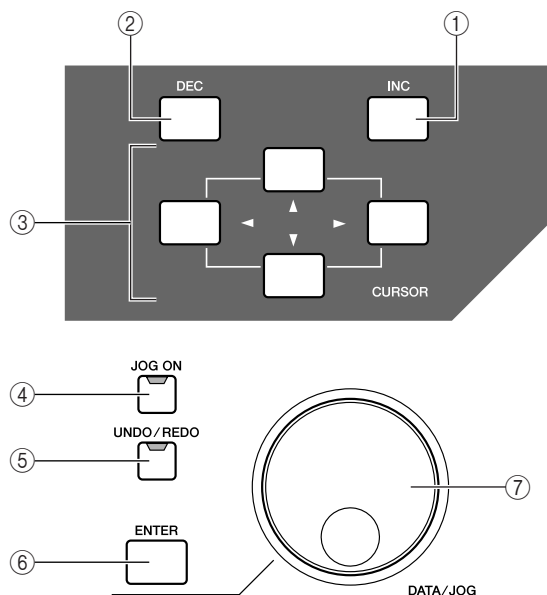 ② ①
DEC INC
③
CURSOR
④ JOG ON
⑤ UNDO/REDO
⑦
⑥ ENTER
DATA/JOG